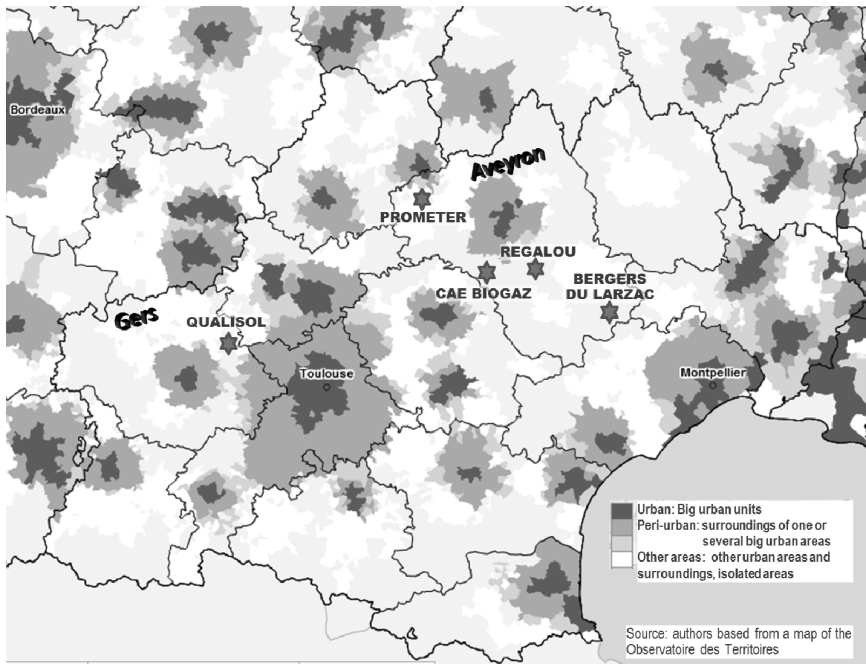 Bordeaux
Aveyron
PROMETER
REGALOU
CAE BIOGAZ
BERGERS
DU LARZAC
Gers
QUALISOL
Toulouse
Montpellier
Urban: Big urban units
Peri-urban: surroundings of one or
several big urban areas
Other areas: other urban areas and
surroundings, isolated areas
Source: authors based from a map of the
Observatoire des Territoires